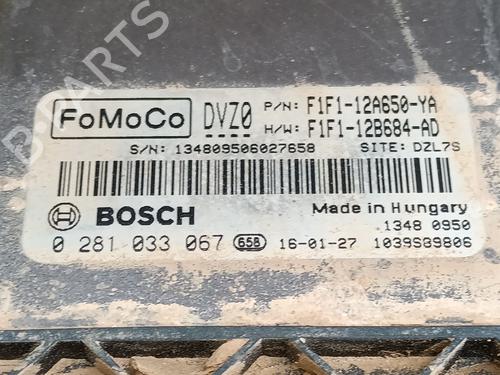 FoMoCo DVZ0 P/N: F1F1-12A650-YA
H/W: F1F1-12B684-AD
S/N: 134809506027658 SITE: DZL7S
BOSCH Made in Hungary
1348 0950
0 281 033 067 658 16-01-27 1039S89806